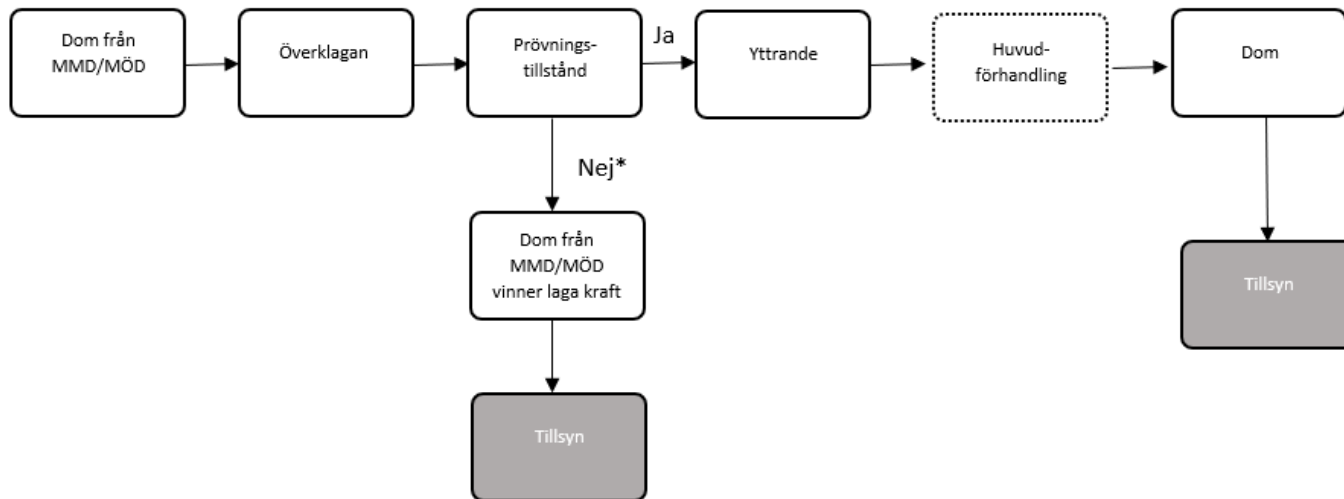 Dom från
MMD/MÖD
Överklagan
Prövnings-
tillstånd
Ja
Yttrande
Huvud-
förhandling
Dom
Nej*
Dom från
MMD/MÖD
vinner laga kraft
Tillsyn
Tillsyn